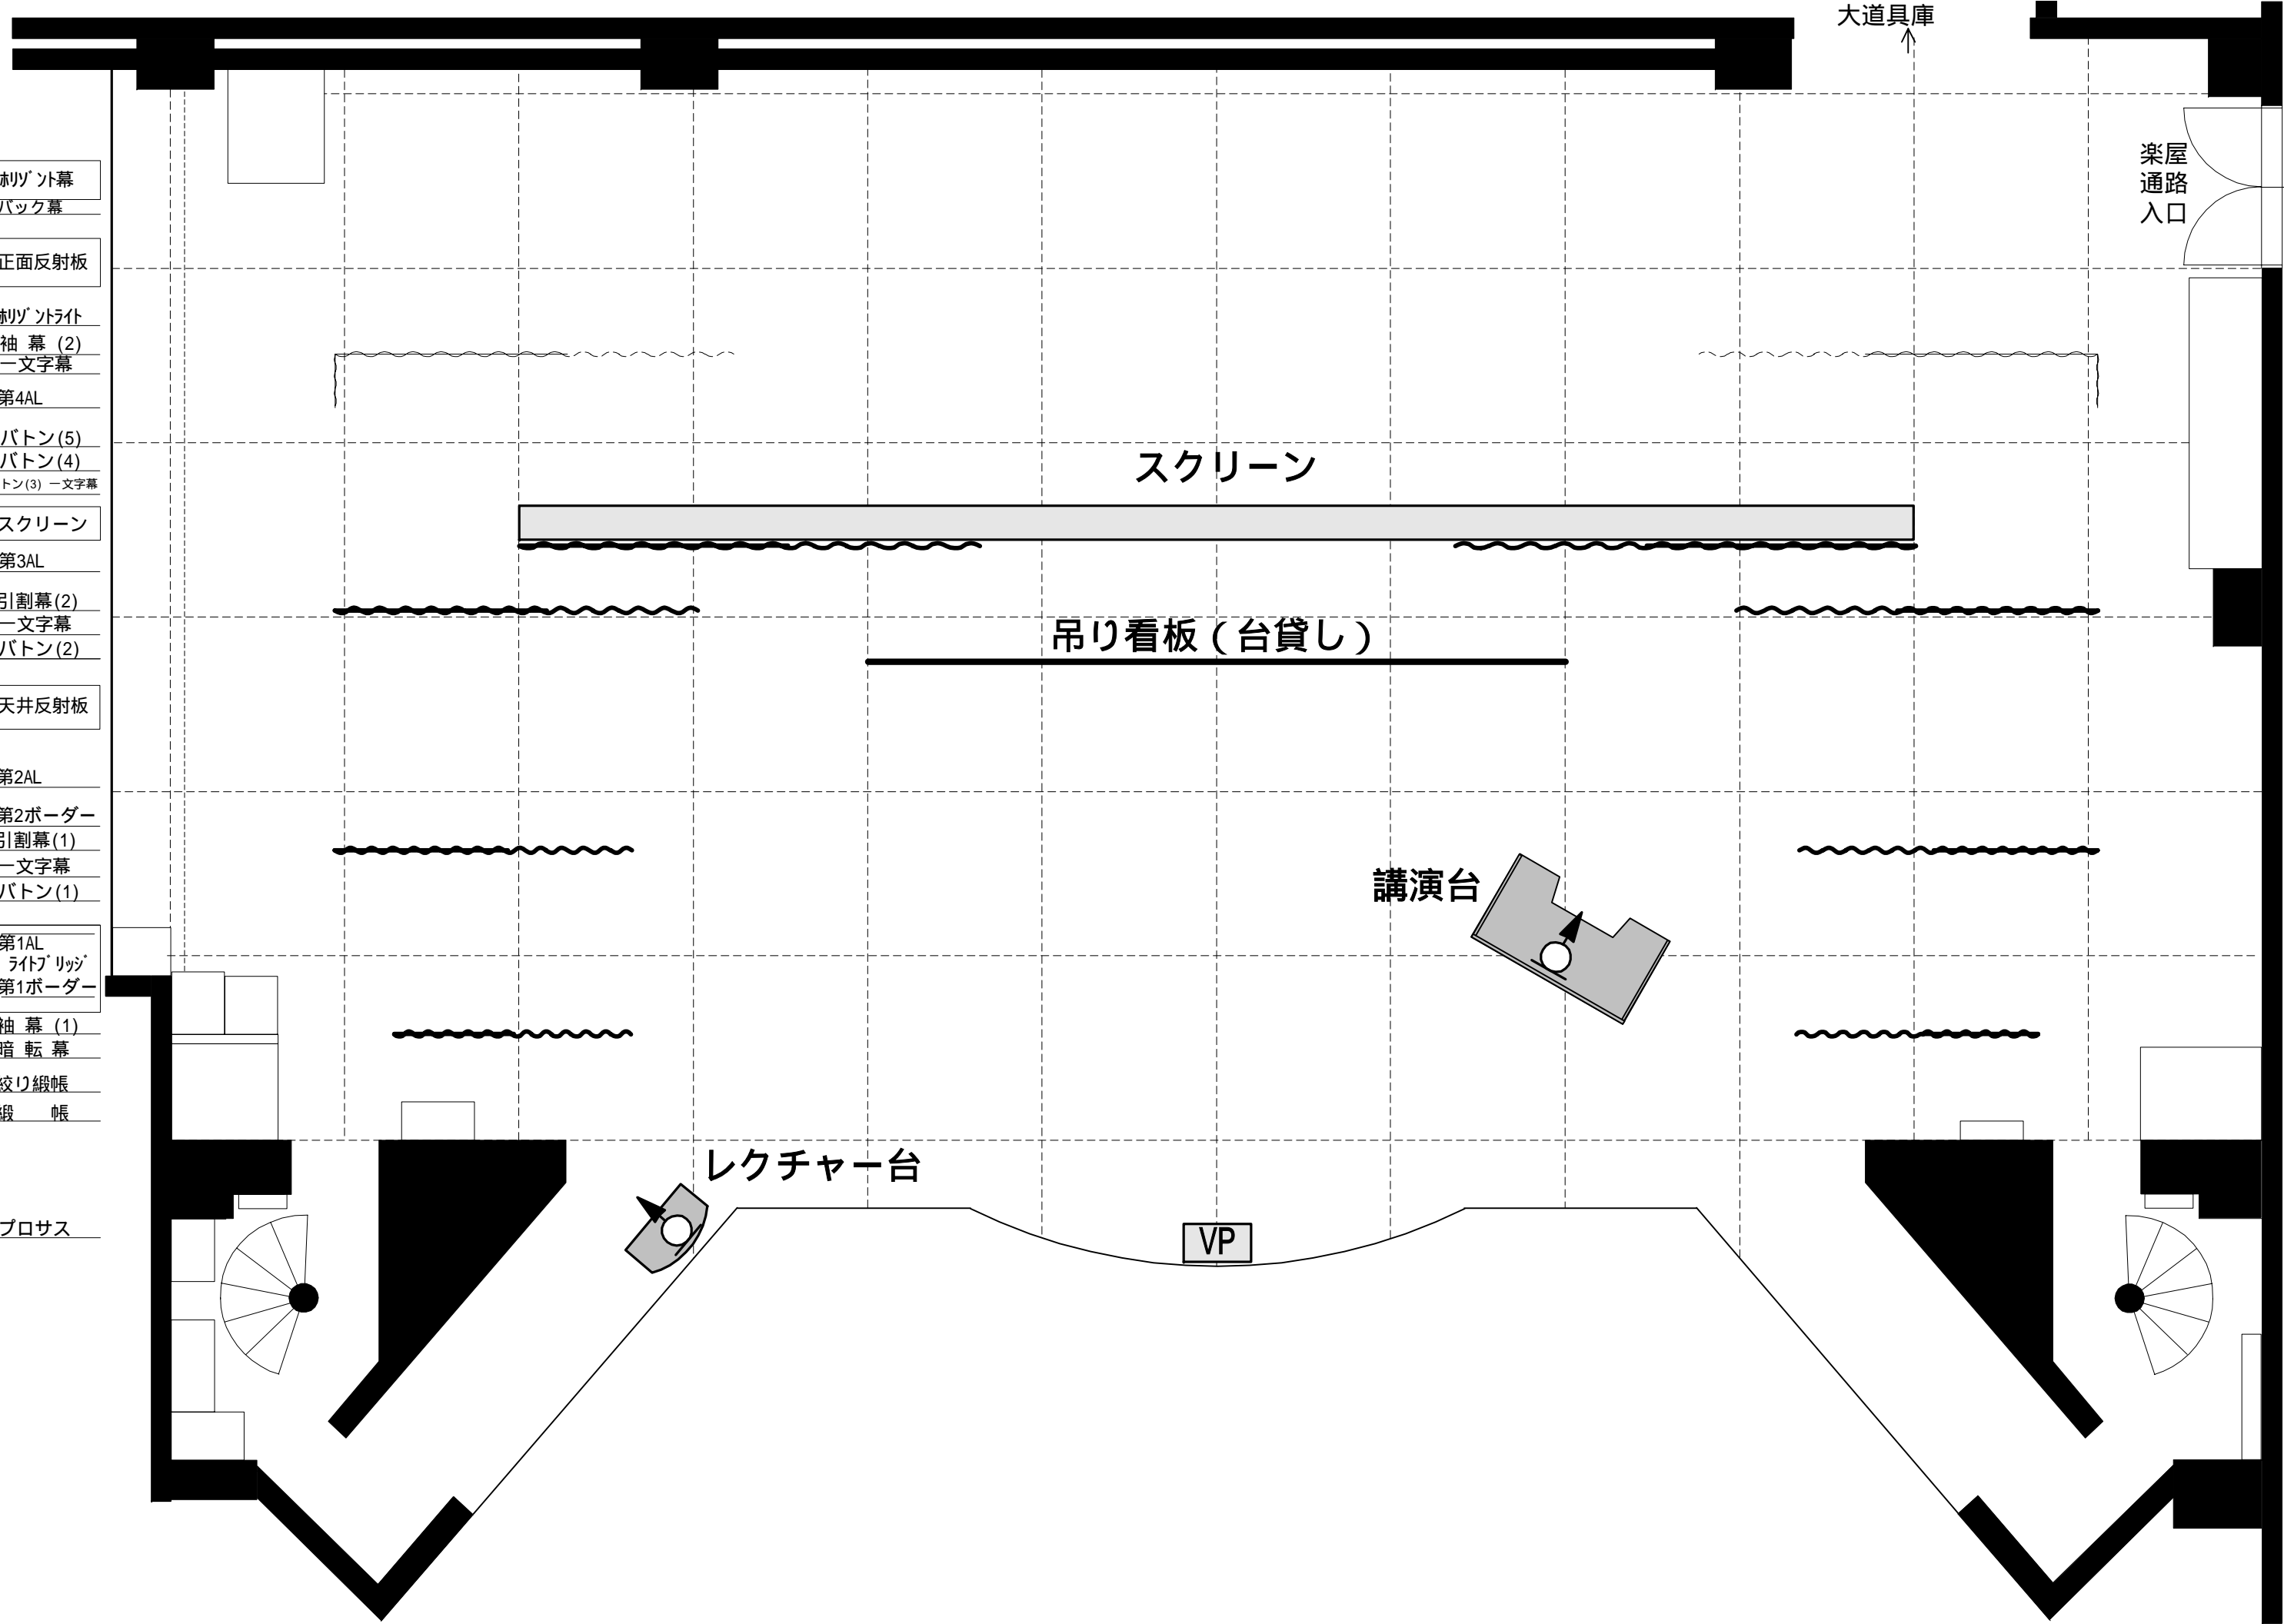 大道具庫
楽屋
通路
入口
ﾎﾘｿﾞﾝﾄ幕
バック幕
正面反射板
ﾎﾘｿﾞﾝﾄﾗｲﾄ
袖 幕 (2)
一文字幕
第4AL
バトン(5)
バトン(4)
トン(3) 一文字幕
スクリーン
第3AL
引割幕(2)
一文字幕
バトン(2)
天井反射板
第2AL
第2ボーダー
引割幕(1)
一文字幕
バトン(1)
第1AL
ﾗｲﾄﾌﾞﾘｯｼﾞ
第1ボーダー
袖 幕 (1)
暗 転 幕
絞り緞帳
緞 帳
プロサス
スクリーン
吊り看板（台貸し）
講演台
レクチャー台
VP